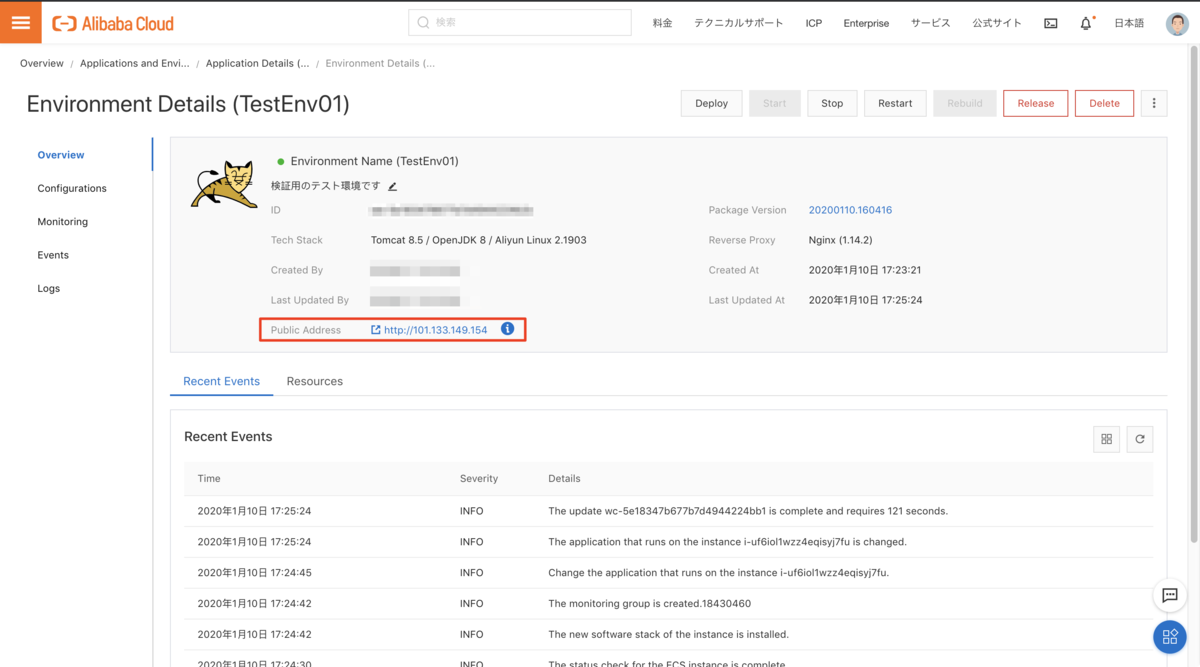 Alibaba Cloud
検索
料金 テクニカルサポート ICP Enterprise サービス 公式サイト 日本語
Overview / Applications and Envi... / Application Details (... / Environment Details (...
Environment Details (TestEnv01)
Deploy Start Stop Restart Rebuild Release Delete
Overview
Configurations
Monitoring
Events
Logs
Environment Name (TestEnv01)
検証用のテスト環境です
ID
Package Version 20200110.160416
Tech Stack Tomcat 8.5 / OpenJDK 8 / Aliyun Linux 2.1903
Reverse Proxy Nginx (1.14.2)
Created By
Created At 2020年1月10日 17:23:21
Last Updated By
Last Updated At 2020年1月10日 17:25:24
Public Address http://101.133.149.154
Recent Events Resources
Recent Events
Time Severity Details
2020年1月10日 17:25:24 INFO The update wc-5e18347b677b7d4944224bb1 is complete and requires 121 seconds.
2020年1月10日 17:25:24 INFO The application that runs on the instance i-uf6iol1wzz4eqisyj7fu is changed.
2020年1月10日 17:24:45 INFO Change the application that runs on the instance i-uf6iol1wzz4eqisyj7fu.
2020年1月10日 17:24:42 INFO The monitoring group is created.18430460
2020年1月10日 17:24:42 INFO The new software stack of the instance is installed.
2020年1月10日 17:24:30 INFO The status check for the ECS instance is complete.